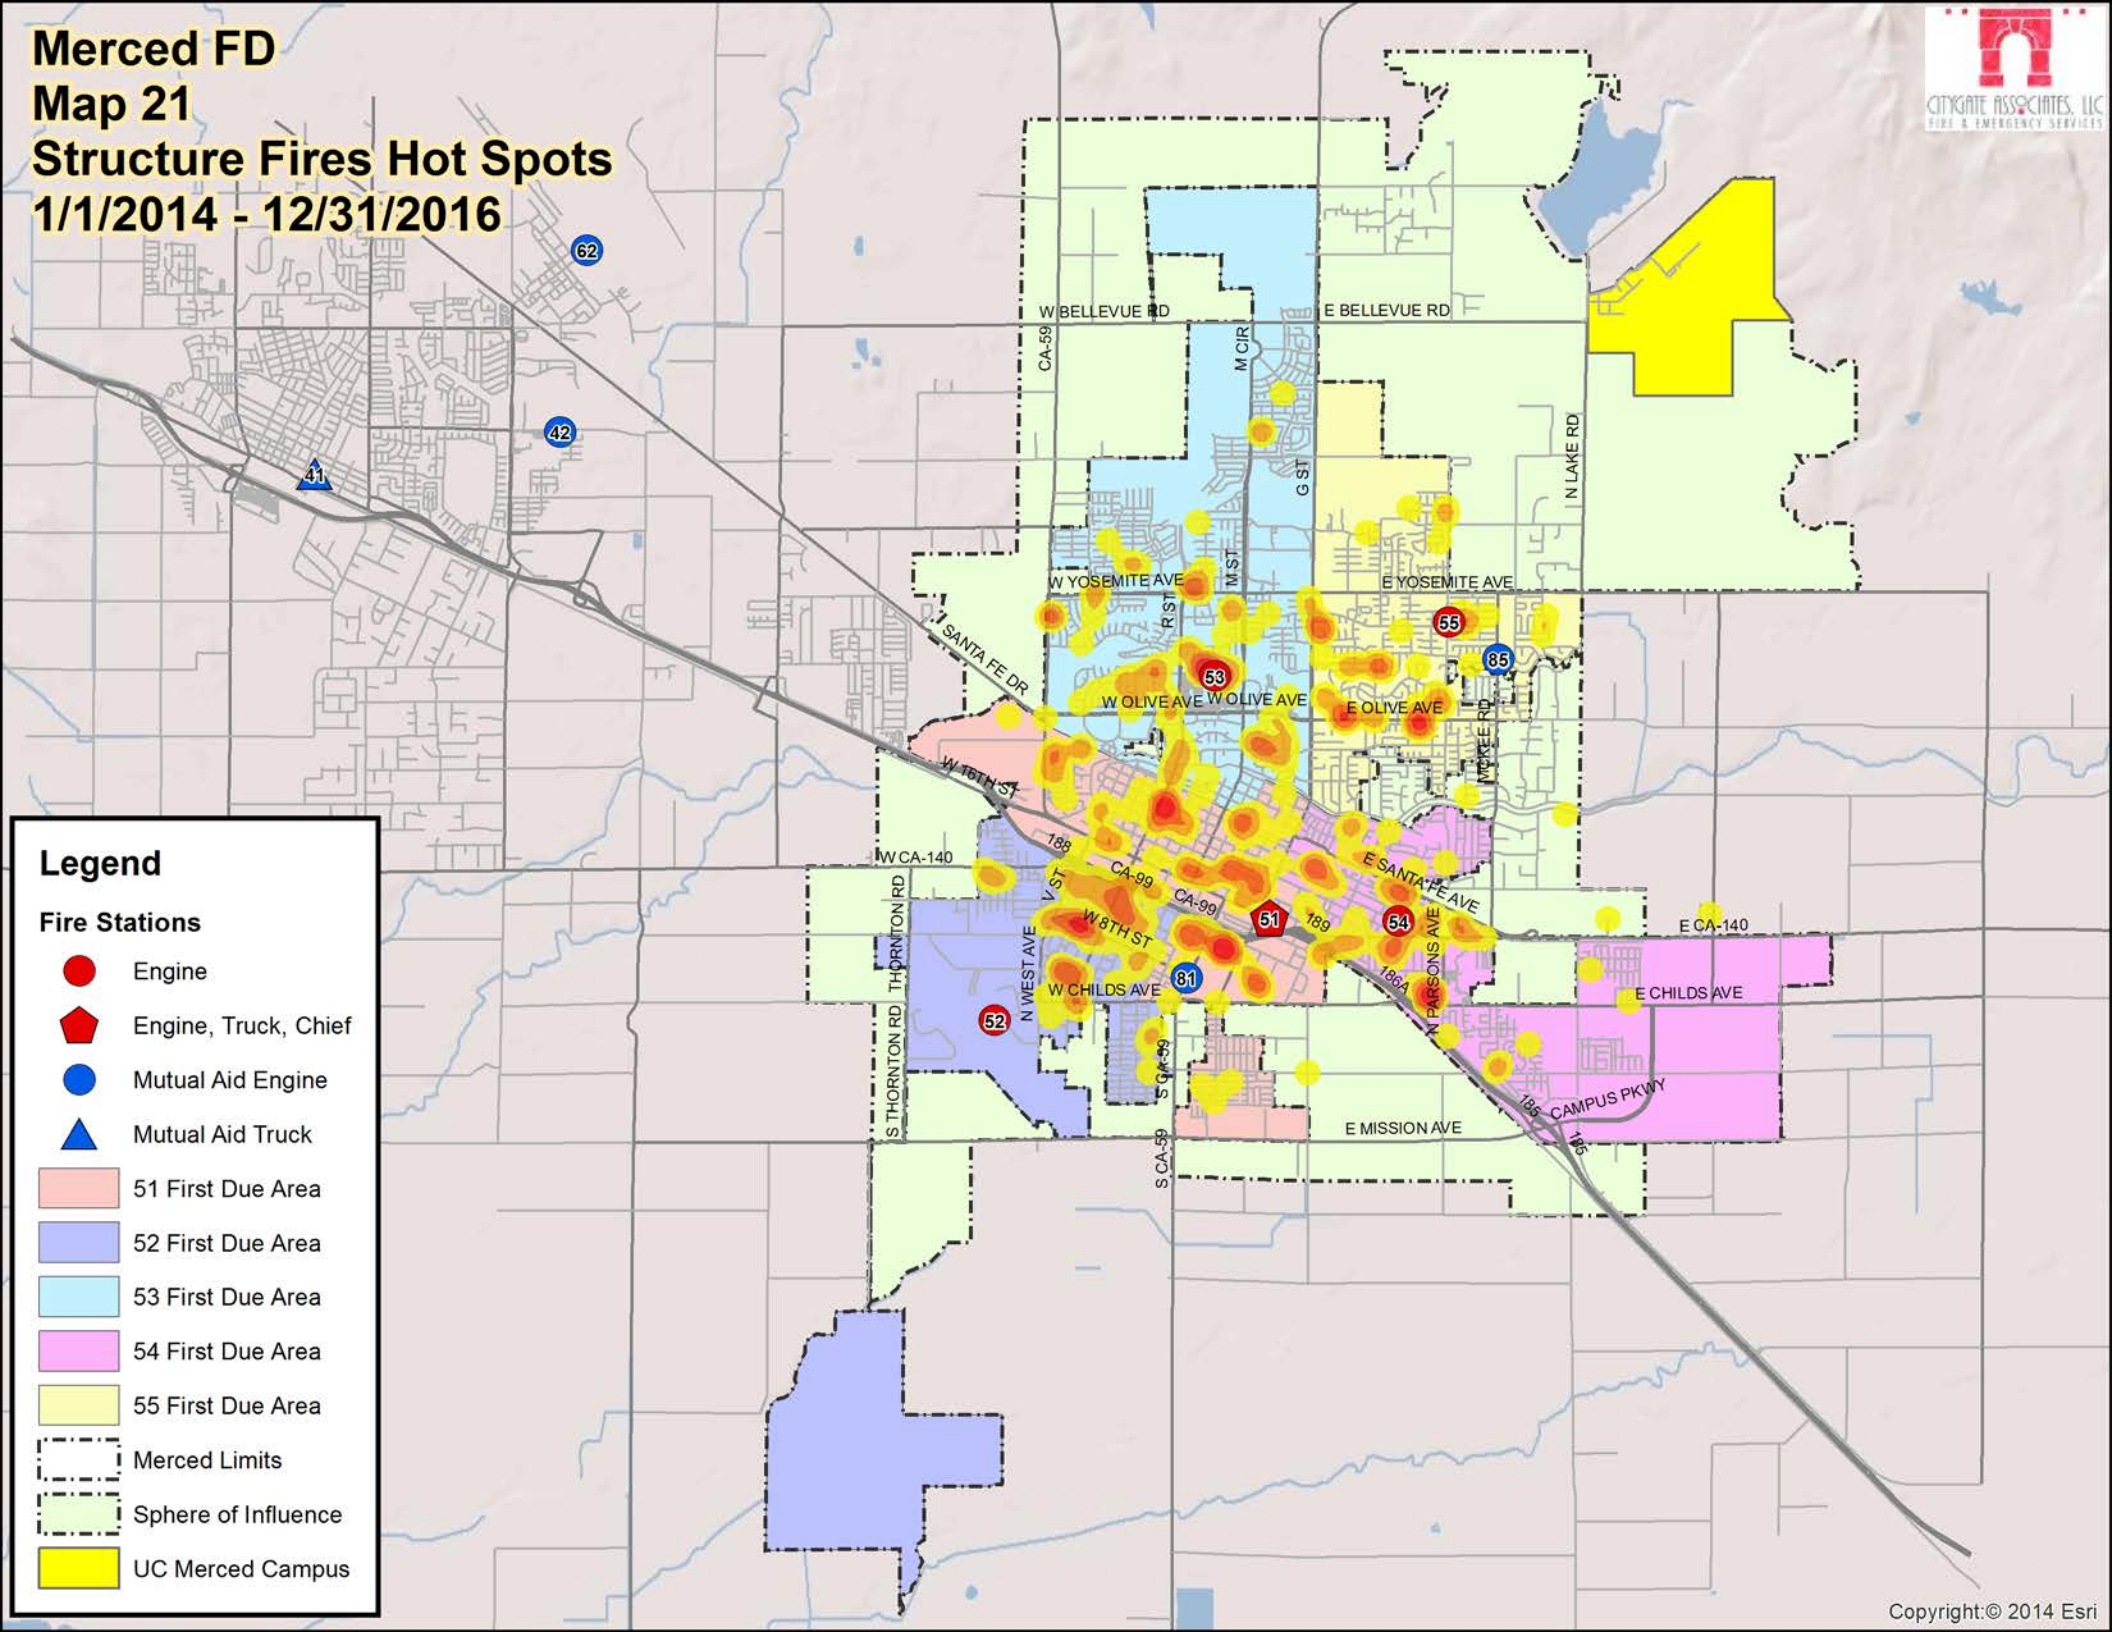 Merced FD
Map 21
Structure Fires Hot Spots
1/1/2014 - 12/31/2016
CITYGATE ASSOCIATES, LLC
FIRE & EMERGENCY SERVICES
62
42
41
W BELLEVUE RD
E BELLEVUE RD
CA-59
M CIR
G ST
N LAKE RD
W YOSEMITE AVE
M ST
E YOSEMITE AVE
R ST
55
85
SANTA FE DR
53
W OLIVE AVE
W OLIVE AVE
E OLIVE AVE
MCKEE RD
W 16TH ST
188
W CA-140
V ST
CA-99
CA-99
E SANTA FE AVE
THORNTON RD
W 8TH ST
51
189
54
E CA-140
N WEST AVE
N PARSONS AVE
81
186A
W CHILDS AVE
E CHILDS AVE
52
S THORNTON RD
S CA-59
185
CAMPUS PKWY
E MISSION AVE
185
S CA-59
Legend
Fire Stations
Engine
Engine, Truck, Chief
Mutual Aid Engine
Mutual Aid Truck
51 First Due Area
52 First Due Area
53 First Due Area
54 First Due Area
55 First Due Area
Merced Limits
Sphere of Influence
UC Merced Campus
Copyright:© 2014 Esri